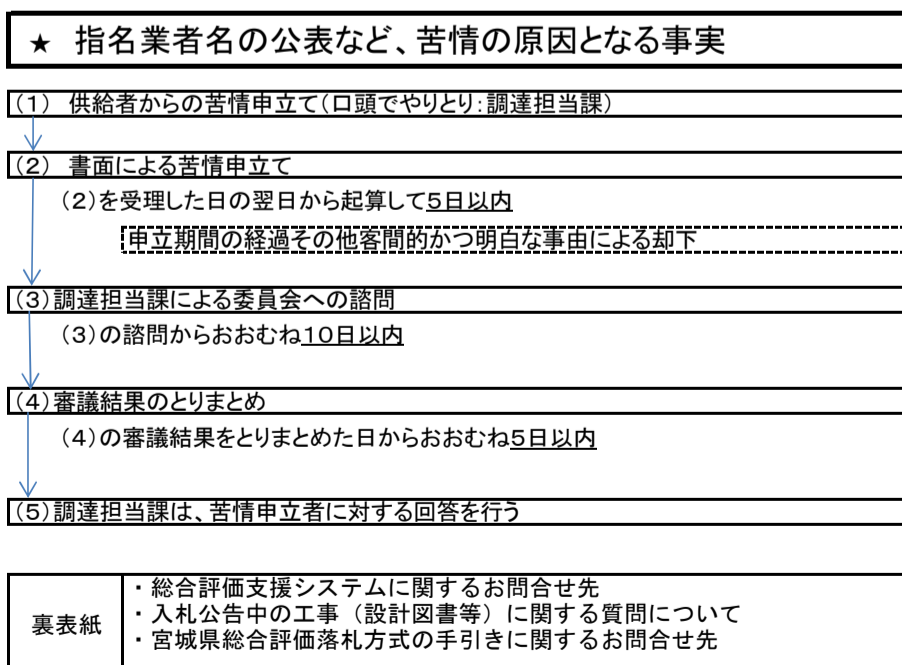 ★ 指名業者名の公表など、苦情の原因となる事実
(1) 供給者からの苦情申立て(口頭でやりとり:調達担当課)
(2) 書面による苦情申立て
(2)を受理した日の翌日から起算して5日以内
申立期間の経過その他客間的かつ明白な事由による却下
(3)調達担当課による委員会への諮問
(3)の諮問からおおむね10日以内
(4)審議結果のとりまとめ
(4)の審議結果をとりまとめた日からおおむね5日以内
(5)調達担当課は、苦情申立者に対する回答を行う
裏表紙
・総合評価支援システムに関するお問合せ先
・入札公告中の工事（設計図書等）に関する質問について
・宮城県総合評価落札方式の手引きに関するお問合せ先